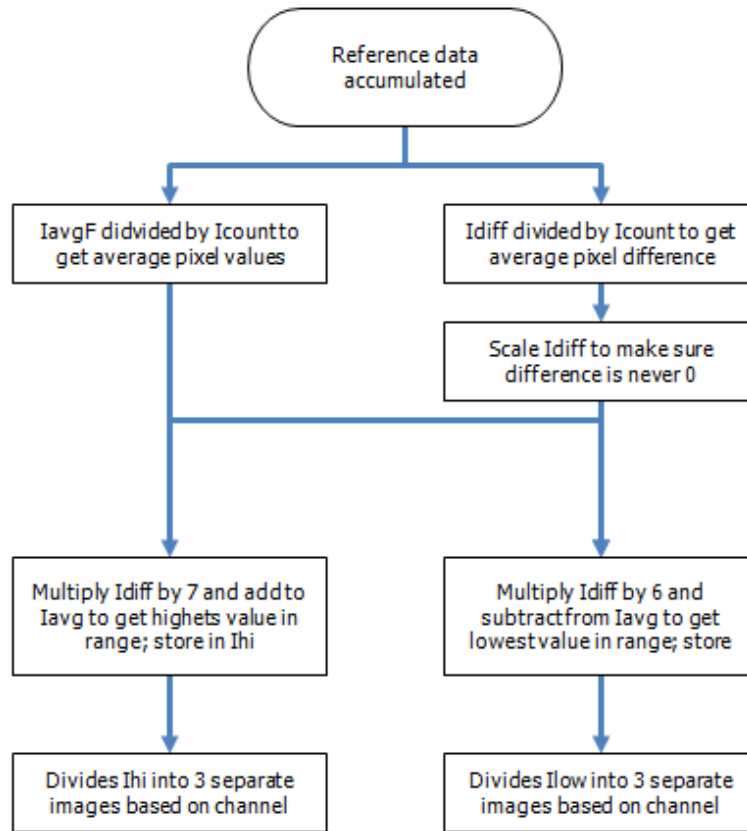 Reference data
accumulated
IavgF didvided by Icount to
get average pixel values
Idiff divided by Icount to get
average pixel difference
Scale Idiff to make sure
difference is never 0
Multiply Idiff by 7 and add to
Iavg to get highets value in
range; store in Ihi
Multiply Idiff by 6 and
subtract from Iavg to get
lowest value in range; store
Divides Ihi into 3 separate
images based on channel
Divides Ilow into 3 separate
images based on channel